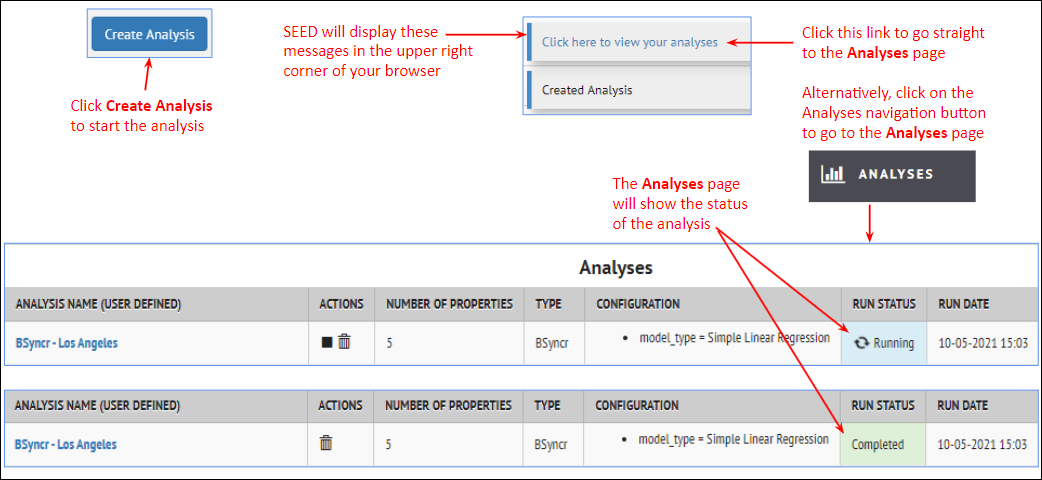 Create Analysis
Click Create Analysis
to start the analysis
SEED will display these
messages in the upper right
corner of your browser
Click here to view your analyses
Created Analysis
Click this link to go straight
to the Analyses page
Alternatively, click on the
Analyses navigation button
to go to the Analyses page
ANALYSES
The Analyses page
will show the status
of the analysis
Analyses
ANALYSIS NAME (USER DEFINED) ACTIONS NUMBER OF PROPERTIES TYPE CONFIGURATION RUN STATUS RUN DATE
BSyncr - Los Angeles 5 BSyncr • model_type = Simple Linear Regression Running 10-05-2021 15:03
ANALYSIS NAME (USER DEFINED) ACTIONS NUMBER OF PROPERTIES TYPE CONFIGURATION RUN STATUS RUN DATE
BSyncr - Los Angeles 5 BSyncr • model_type = Simple Linear Regression Completed 10-05-2021 15:03